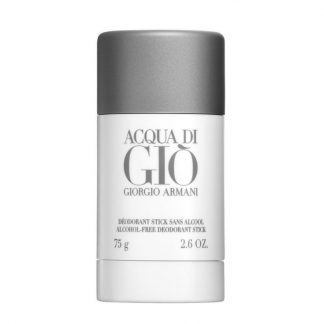 ACQUA DI
GIÒ
GIORGIO ARMANI
DÉODORANT STICK SANS ALCOOL
ALCOHOL-FREE DEODORANT STICK
75 g 2.6 OZ.